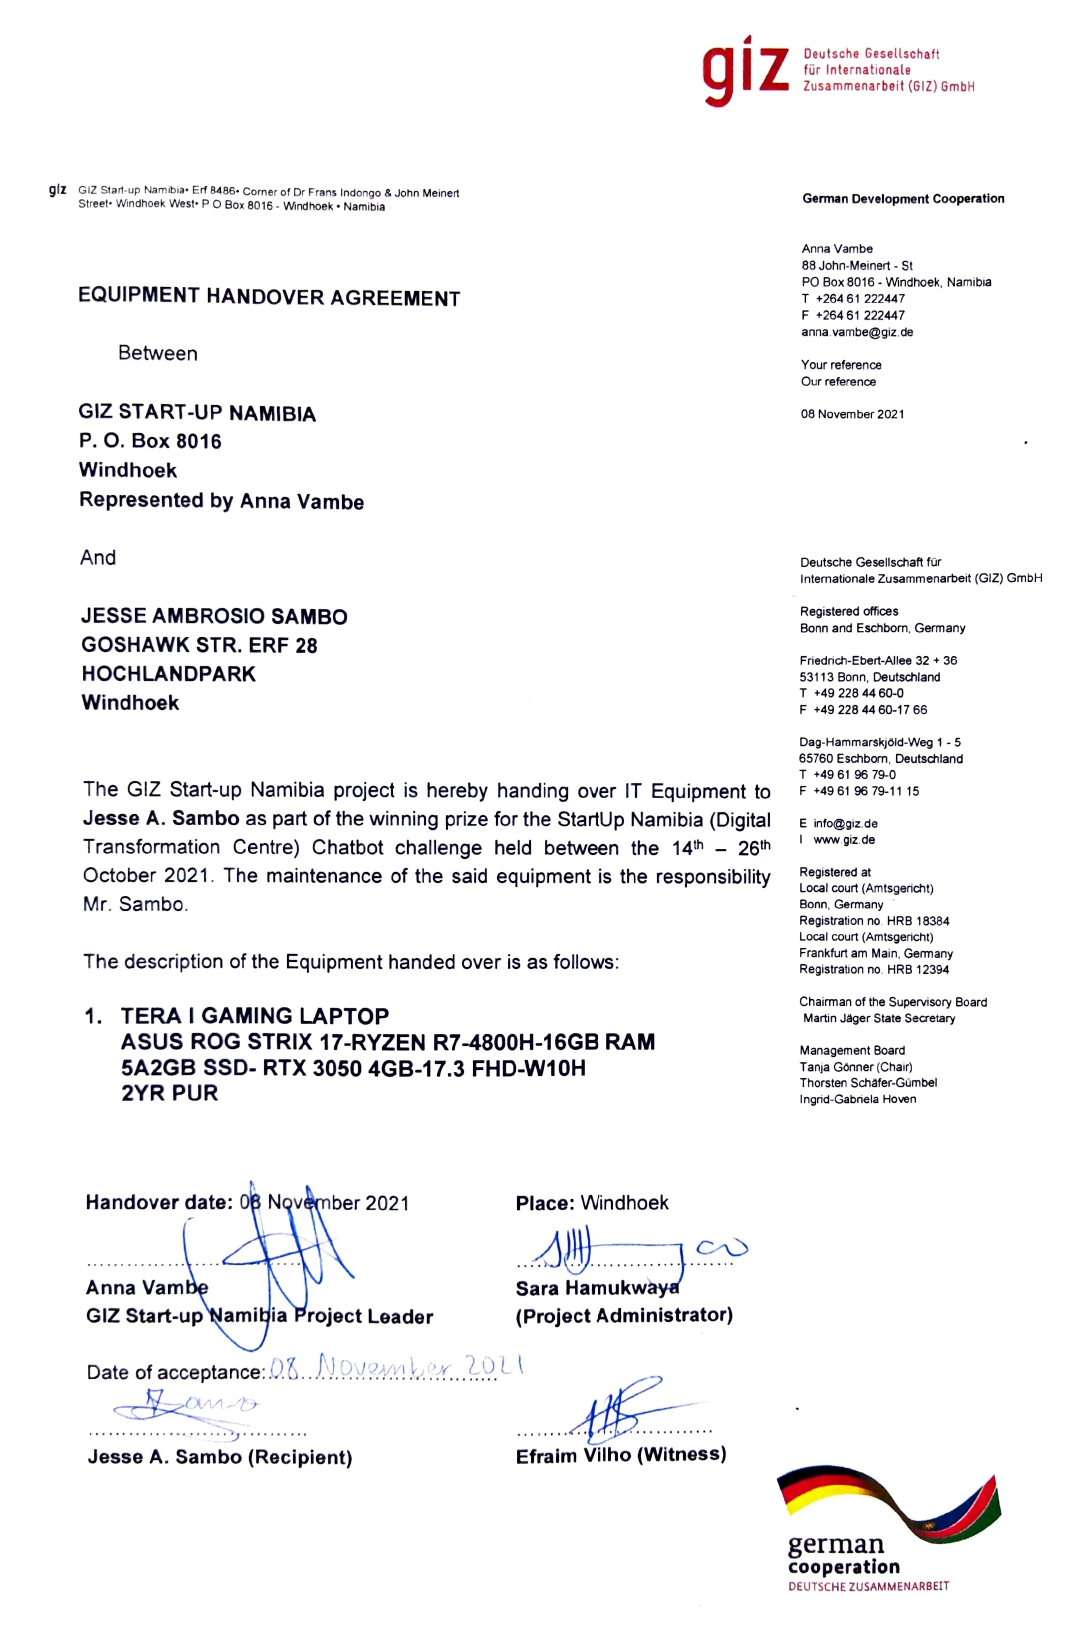 giz Deutsche Gesellschaft
für Internationale
Zusammenarbeit (GIZ) GmbH
giz GIZ Start-up Namibia• Erf 8486• Corner of Dr Frans Indongo & John Meinert
Street• Windhoek West• P O Box 8016 - Windhoek • Namibia
German Development Cooperation
Anna Vambe
88 John-Meinert - St
PO Box 8016 - Windhoek, Namibia
T +264 61 222447
F +264 61 222447
anna.vambe@giz.de
Your reference
Our reference
08 November 2021
EQUIPMENT HANDOVER AGREEMENT
Between
GIZ START-UP NAMIBIA
P. O. Box 8016
Windhoek
Represented by Anna Vambe
And
JESSE AMBROSIO SAMBO
GOSHAWK STR. ERF 28
HOCHLANDPARK
Windhoek
The GIZ Start-up Namibia project is hereby handing over IT Equipment to
Jesse A. Sambo as part of the winning prize for the StartUp Namibia (Digital
Transformation Centre) Chatbot challenge held between the 14th – 26th
October 2021. The maintenance of the said equipment is the responsibility
Mr. Sambo.
The description of the Equipment handed over is as follows:
1. TERA I GAMING LAPTOP
ASUS ROG STRIX 17-RYZEN R7-4800H-16GB RAM
5A2GB SSD- RTX 3050 4GB-17.3 FHD-W10H
2YR PUR
Deutsche Gesellschaft für
Internationale Zusammenarbeit (GIZ) GmbH
Registered offices
Bonn and Eschborn, Germany
Friedrich-Ebert-Allee 32 + 36
53113 Bonn, Deutschland
T +49 228 44 60-0
F +49 228 44 60-17 66
Dag-Hammarskjöld-Weg 1 - 5
65760 Eschborn, Deutschland
T +49 61 96 79-0
F +49 61 96 79-11 15
E info@giz.de
I www.giz.de
Registered at
Local court (Amtsgericht)
Bonn, Germany
Registration no. HRB 18384
Local court (Amtsgericht)
Frankfurt am Main, Germany
Registration no. HRB 12394
Chairman of the Supervisory Board
Martin Jäger State Secretary
Management Board
Tanja Gönner (Chair)
Thorsten Schäfer-Gümbel
Ingrid-Gabriela Hoven
Handover date: 08 November 2021 Place: Windhoek
Anna Vambe Sara Hamukwaya
GIZ Start-up Namibia Project Leader (Project Administrator)
Date of acceptance: 08 November 2021
Jesse A. Sambo (Recipient) Efraim Vilho (Witness)
german
cooperation
DEUTSCHE ZUSAMMENARBEIT